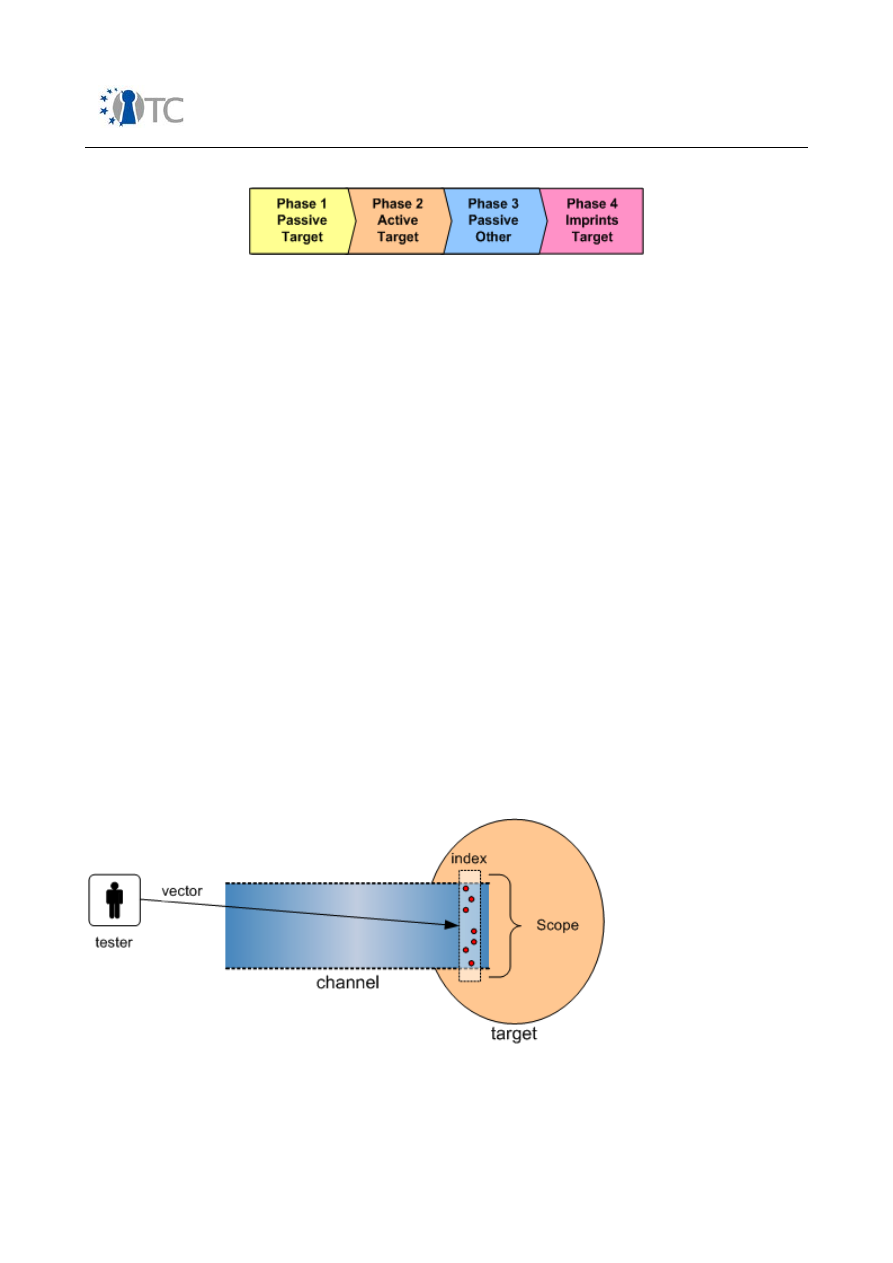 TC
Phase 1 Phase 2 Phase 3 Phase 4
Passive Active Passive Imprints
Target Target Other Target
index
vector
Scope
tester
channel
target